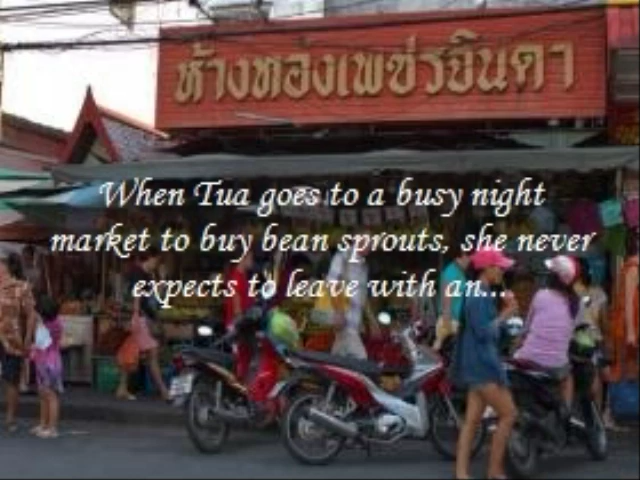 ห้างทองเพชรจินดา
When Tua goes to a busy night
market to buy bean sprouts, she never
expects to leave with an...